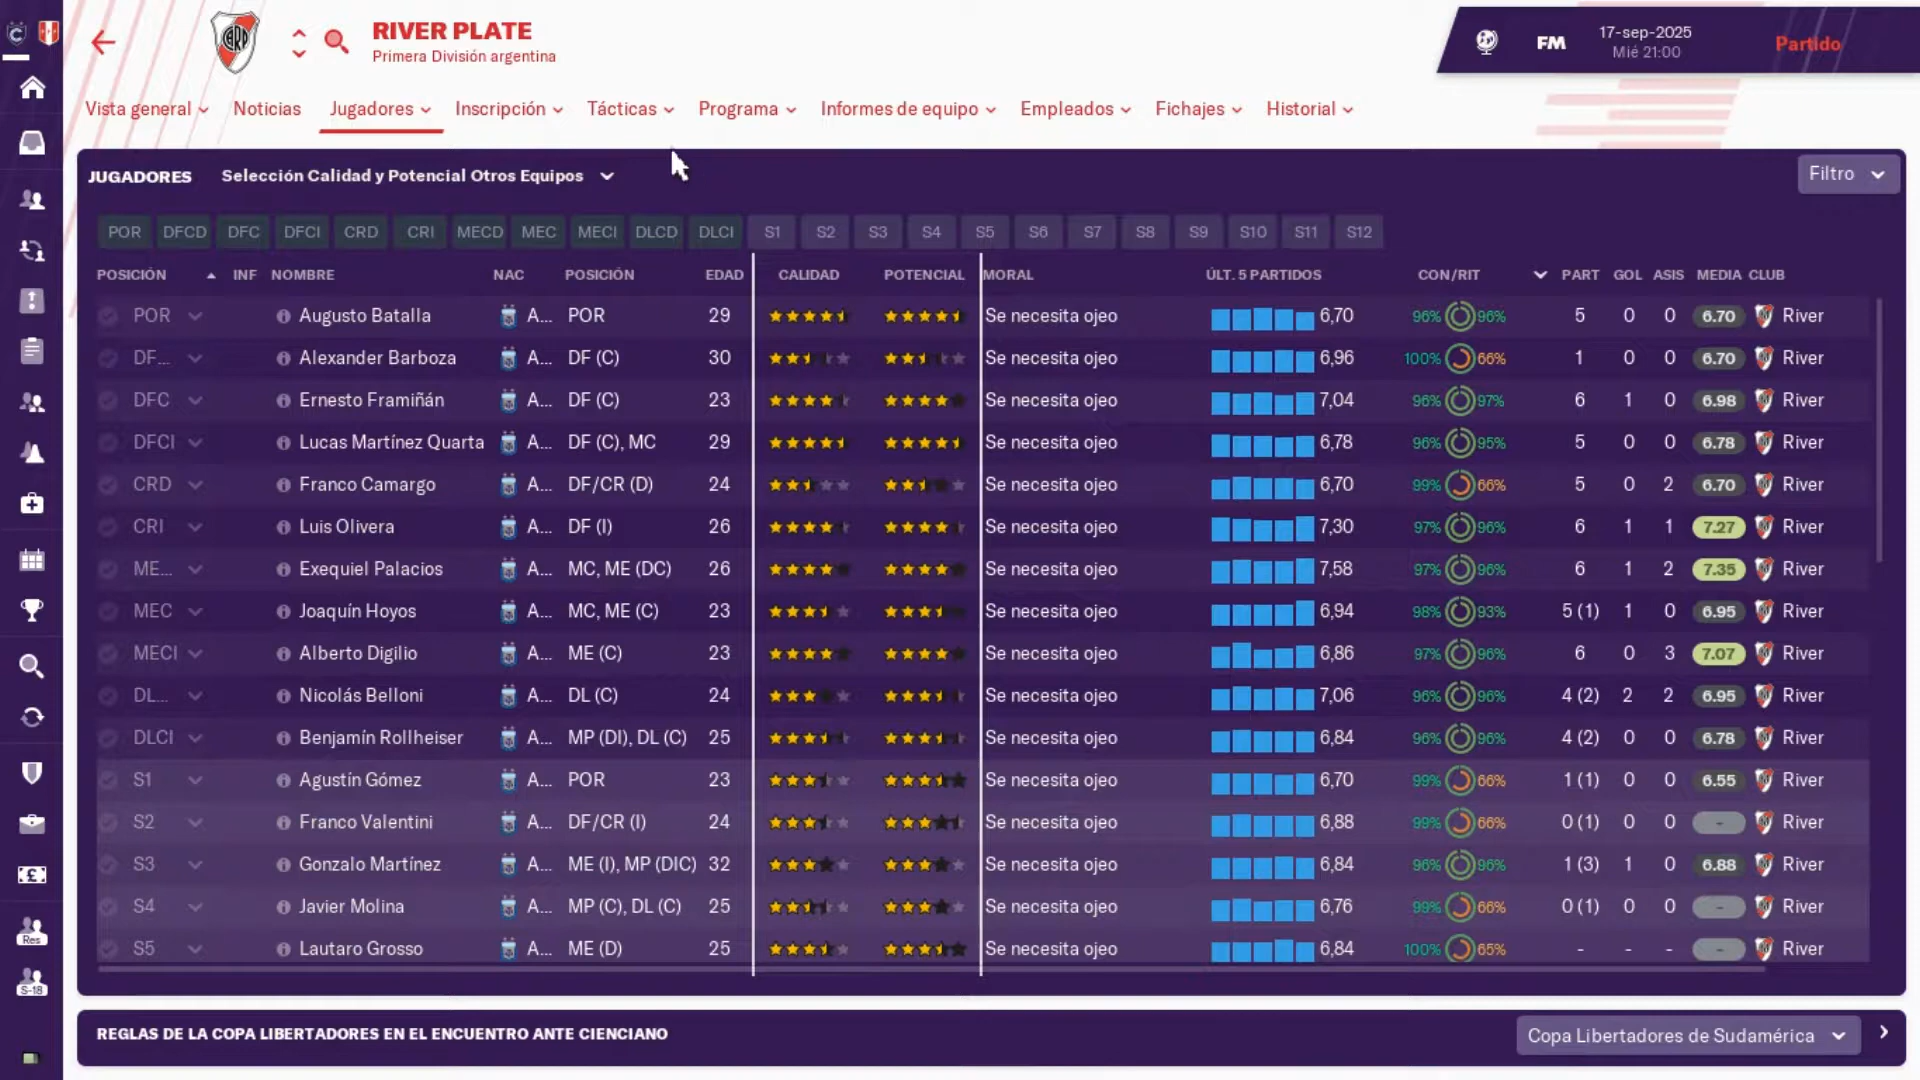 RIVER PLATE
Primera División argentina
FM
17-sep-2025
Mié 21:00
Partido
Vista general Noticias Jugadores Inscripción Tácticas Programa Informes de equipo Empleados Fichajes Historial
JUGADORES Selección Calidad y Potencial Otros Equipos Filtro
POR DFCD DFC DFCI CRD CRI MECD MEC MECI DLCD DLCI S1 S2 S3 S4 S5 S6 S7 S8 S9 S10 S11 S12
POSICIÓN INF NOMBRE NAC POSICIÓN EDAD CALIDAD POTENCIAL MORAL ÚLT. 5 PARTIDOS CON/RIT PART GOL ASIS MEDIA CLUB
POR Augusto Batalla A... POR 29 Se necesita ojeo 6,70 96% 96% 5 0 0 6.70 River
DF... Alexander Barboza A... DF (C) 30 Se necesita ojeo 6,96 100% 66% 1 0 0 6.70 River
DFC Ernesto Framiñán A... DF (C) 23 Se necesita ojeo 7,04 96% 97% 6 1 0 6.98 River
DFCI Lucas Martínez Quarta A... DF (C), MC 29 Se necesita ojeo 6,78 96% 95% 5 0 0 6.78 River
CRD Franco Camargo A... DF/CR (D) 24 Se necesita ojeo 6,70 99% 66% 5 0 2 6.70 River
CRI Luis Olivera A... DF (I) 26 Se necesita ojeo 7,30 97% 96% 6 1 1 7.27 River
ME... Exequiel Palacios A... MC, ME (DC) 26 Se necesita ojeo 7,58 97% 96% 6 1 2 7.35 River
MEC Joaquín Hoyos A... MC, ME (C) 23 Se necesita ojeo 6,94 98% 93% 5 (1) 1 0 6.95 River
MECI Alberto Digilio A... ME (C) 23 Se necesita ojeo 6,86 97% 96% 6 0 3 7.07 River
DL... Nicolás Belloni A... DL (C) 24 Se necesita ojeo 7,06 96% 96% 4 (2) 2 2 6.95 River
DLCI Benjamín Rollheiser A... MP (DI), DL (C) 25 Se necesita ojeo 6,84 96% 96% 4 (2) 0 0 6.78 River
S1 Agustín Gómez A... POR 23 Se necesita ojeo 6,70 99% 66% 1 (1) 0 0 6.55 River
S2 Franco Valentini A... DF/CR (I) 24 Se necesita ojeo 6,88 99% 66% 0 (1) 0 0 - River
S3 Gonzalo Martínez A... ME (I), MP (DIC) 32 Se necesita ojeo 6,84 96% 96% 1 (3) 1 0 6.88 River
S4 Javier Molina A... MP (C), DL (C) 25 Se necesita ojeo 6,76 99% 66% 0 (1) 0 0 - River
S5 Lautaro Grosso A... ME (D) 25 Se necesita ojeo 6,84 100% 65% - - - - River
Res
S-18
REGLAS DE LA COPA LIBERTADORES EN EL ENCUENTRO ANTE CIENCIANO Copa Libertadores de Sudamérica